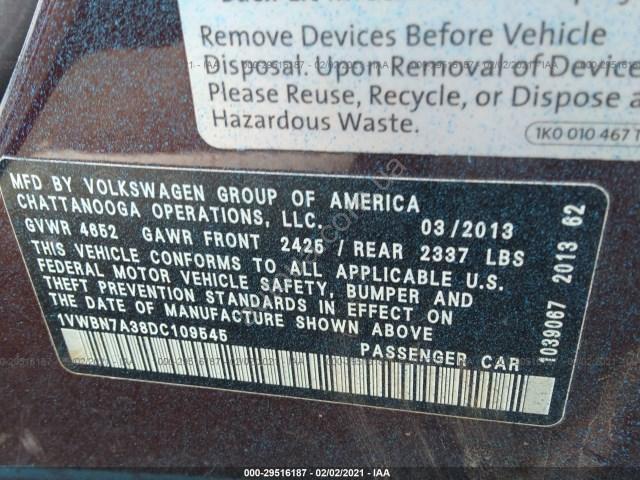 Remove Devices Before Vehicle
Disposal. Upon Removal of Device
Please Reuse, Recycle, or Dispose a
Hazardous Waste.
1K0 010 467 T
MFD BY VOLKSWAGEN GROUP OF AMERICA
CHATTANOOGA OPERATIONS, LLC. 03/2013
GVWR 4652 GAWR FRONT 2425 / REAR 2337 LBS
THIS VEHICLE CONFORMS TO ALL APPLICABLE U.S.
FEDERAL MOTOR VEHICLE SAFETY, BUMPER AND
THEFT PREVENTION STANDARDS IN EFFECT ON
THE DATE OF MANUFACTURE SHOWN ABOVE
1VWBN7A38DC109545
PASSENGER CAR
1039067 2013 62
000-29516187 - 02/02/2021 - IAA